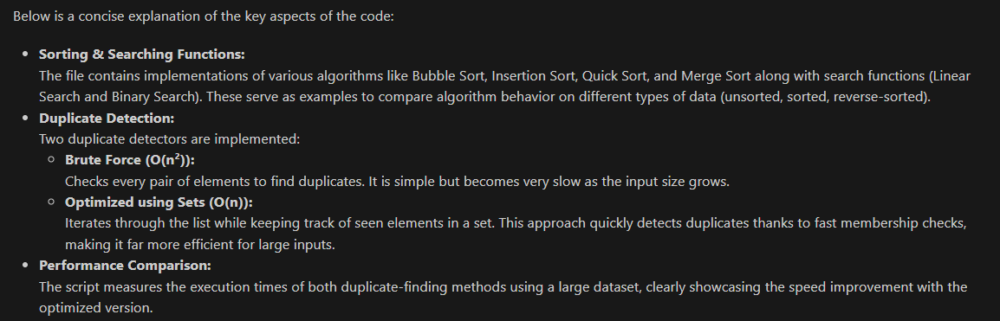 Below is a concise explanation of the key aspects of the code:
• Sorting & Searching Functions:
The file contains implementations of various algorithms like Bubble Sort, Insertion Sort, Quick Sort, and Merge Sort along with search functions (Linear
Search and Binary Search). These serve as examples to compare algorithm behavior on different types of data (unsorted, sorted, reverse-sorted).
• Duplicate Detection:
Two duplicate detectors are implemented:
○ Brute Force (O(n²)):
Checks every pair of elements to find duplicates. It is simple but becomes very slow as the input size grows.
○ Optimized using Sets (O(n)):
Iterates through the list while keeping track of seen elements in a set. This approach quickly detects duplicates thanks to fast membership checks,
making it far more efficient for large inputs.
• Performance Comparison:
The script measures the execution times of both duplicate-finding methods using a large dataset, clearly showcasing the speed improvement with the
optimized version.